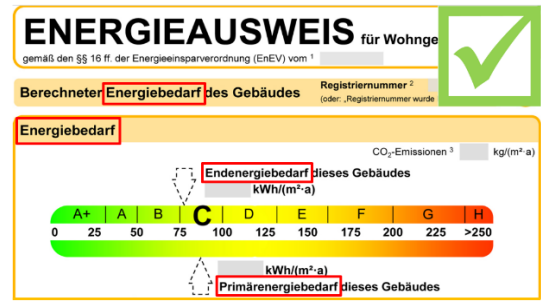 ENERGIEAUSWEIS für Wohnge
gemäß den §§ 16 ff. der Energieeinsparverordnung (EnEV) vom ¹
Berechneter Energiebedarf des Gebäudes
Registriernummer ²
(oder: „Registriernummer wurde
Energiebedarf
CO₂-Emissionen ³ kg/(m²·a)
Endenergiebedarf dieses Gebäudes
kWh/(m²·a)
A+ A B C D E F G H
0 25 50 75 100 125 150 175 200 225 >250
kWh/(m²·a)
Primärenergiebedarf dieses Gebäudes